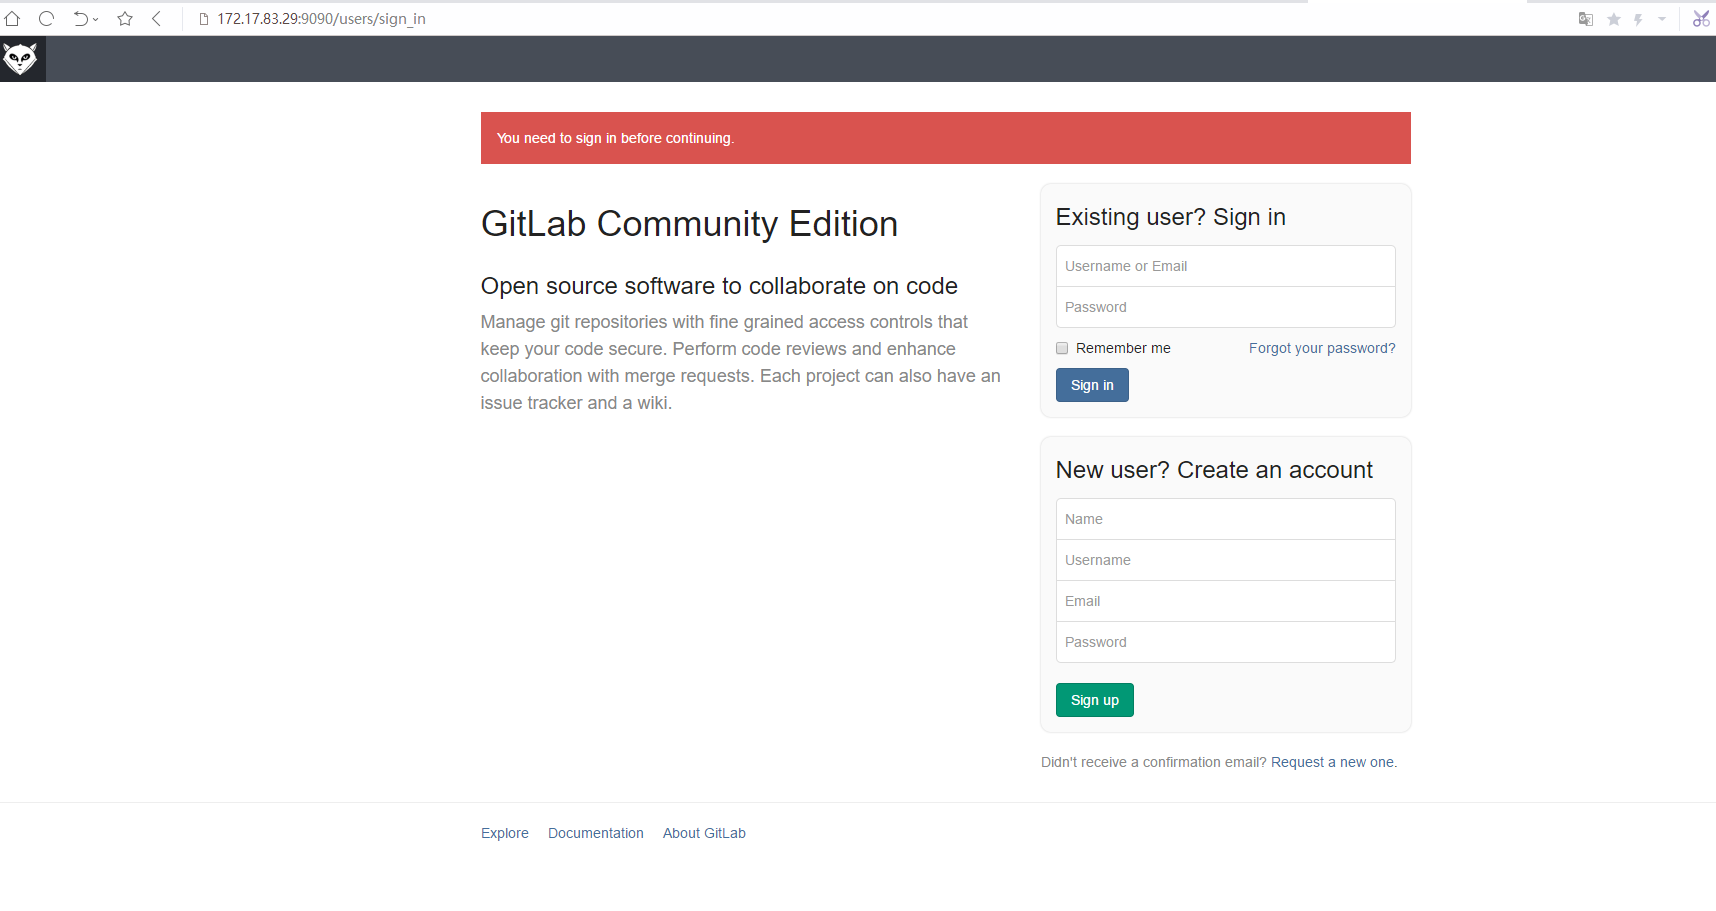 172.17.83.29:9090/users/sign_in
You need to sign in before continuing.
GitLab Community Edition
Open source software to collaborate on code
Manage git repositories with fine grained access controls that
keep your code secure. Perform code reviews and enhance
collaboration with merge requests. Each project can also have an
issue tracker and a wiki.
Existing user? Sign in
Username or Email
Password
Remember me
Forgot your password?
Sign in
New user? Create an account
Name
Username
Email
Password
Sign up
Didn't receive a confirmation email? Request a new one.
Explore
Documentation
About GitLab